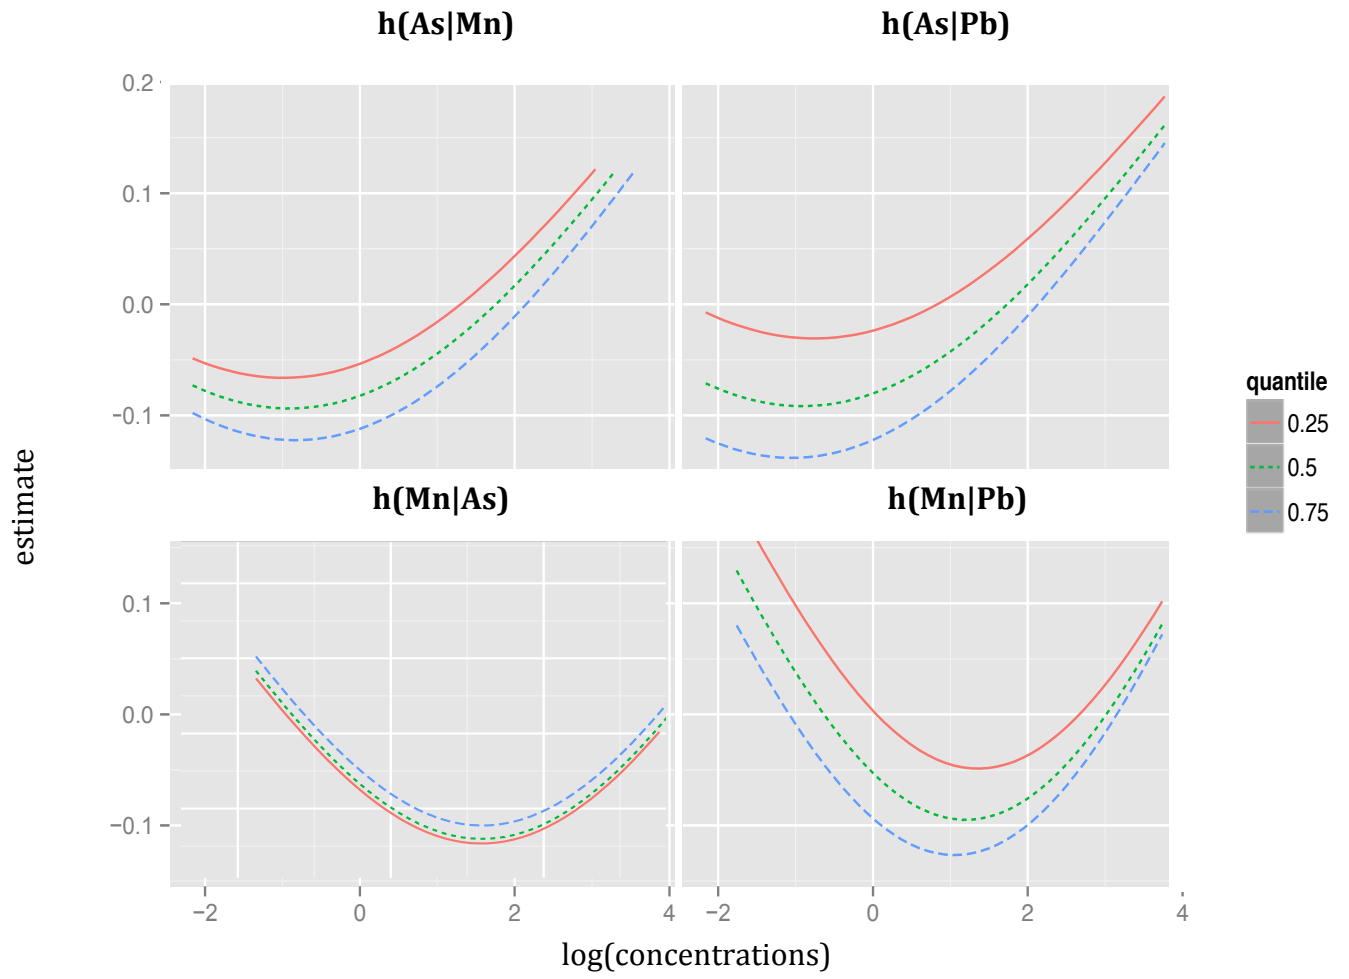 h(As|Mn)
h(As|Pb)
0.2
0.1
0.0
−0.1
h(Mn|As)
h(Mn|Pb)
0.1
0.0
−0.1
−2
0
2
4
−2
0
2
4
log(concentrations)
estimate
quantile
0.25
0.5
0.75